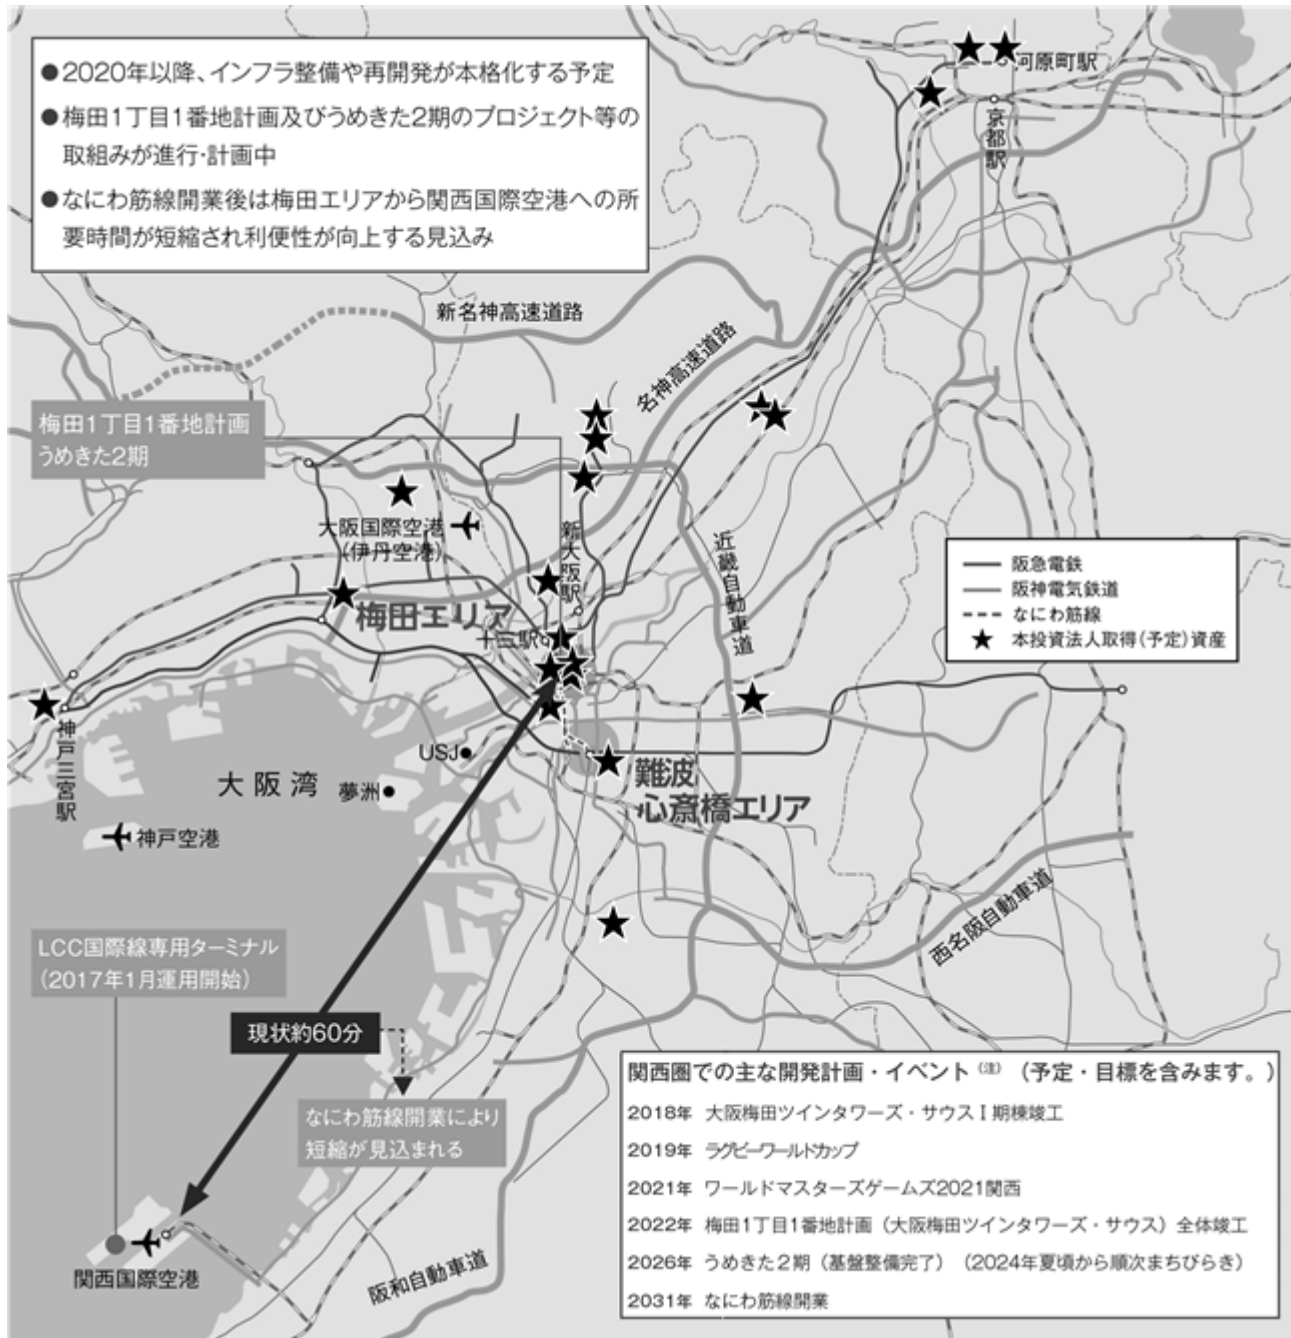 ●2020年以降、インフラ整備や再開発が本格化する予定
●梅田1丁目1番地計画及びうめきた2期のプロジェクト等の
取組みが進行・計画中
●なにわ筋線開業後は梅田エリアから関西国際空港への所
要時間が短縮され利便性が向上する見込み
河原町駅
京都駅
新名神高速道路
名神高速道路
梅田1丁目1番地計画
うめきた2期
大阪国際空港
(伊丹空港)
新大阪駅
近畿自動車道
阪急電鉄
阪神電気鉄道
なにわ筋線
★ 本投資法人取得(予定)資産
梅田エリア
十三駅
神戸三宮駅
USJ●
大阪湾
夢洲●
難波
心斎橋エリア
神戸空港
西名阪自動車道
LCC国際線専用ターミナル
(2017年1月運用開始)
現状約60分
なにわ筋線開業により
短縮が見込まれる
関西国際空港
阪和自動車道
関西圏での主な開発計画・イベント(注)(予定・目標を含みます。)
2018年 大阪梅田ツインタワーズ・サウスⅠ期棟竣工
2019年 ラグビーワールドカップ
2021年 ワールドマスターズゲームズ2021関西
2022年 梅田1丁目1番地計画(大阪梅田ツインタワーズ・サウス)全体竣工
2026年 うめきた2期(基盤整備完了)(2024年夏頃から順次まちびらき)
2031年 なにわ筋線開業